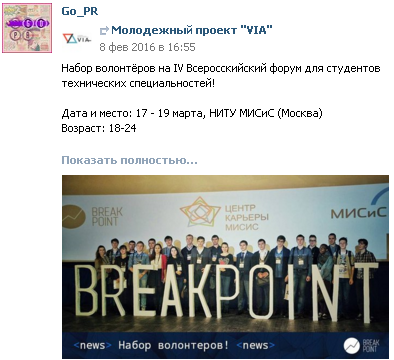 Go_PR
Молодежный проект "VIA"
VIA
8 фев 2016 в 16:55
Набор волонтёров на IV Всеросскийский форум для студентов
технических специальностей!
Дата и место: 17 - 19 марта, НИТУ МИСиС (Москва)
Возраст: 18-24
Показать полностью...
BREAK
POINT
ЦЕНТР
КАРЬЕРЫ
МИСИС
МИСиС
BREAKPOINT
<news> Набор волонтеров! <news>
BREAK
POINT